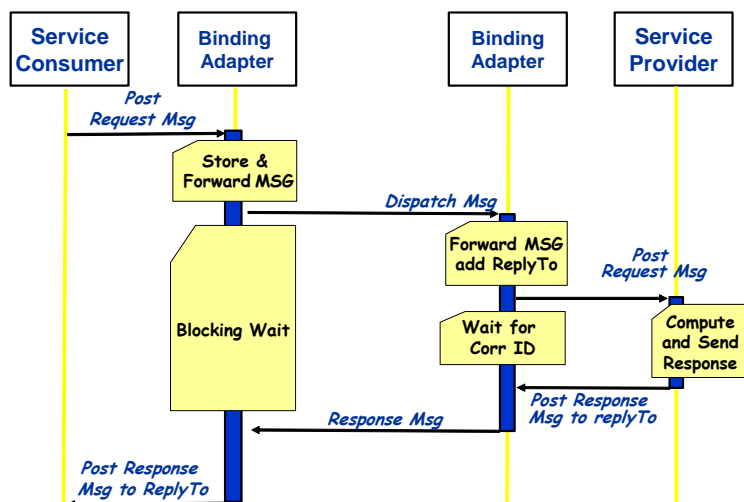 Service
Consumer
Binding
Adapter
Binding
Adapter
Service
Provider
Post
Request Msg
Store &
Forward MSG
Dispatch Msg
Forward MSG
add ReplyTo
Post
Request Msg
Blocking Wait
Wait for
Corr ID
Compute
and Send
Response
Post Response
Msg to replyTo
Response Msg
Post Response
Msg to ReplyTo